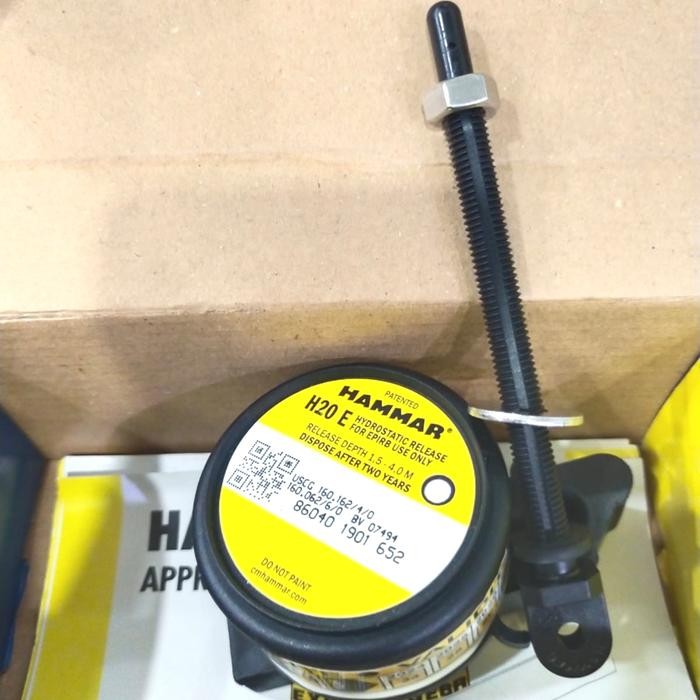 PATENTED
HAMMAR®
H20 E HYDROSTATIC RELEASE
FOR EPIRB USE ONLY
RELEASE DEPTH 1.5 - 4.0 M
DISPOSE AFTER TWO YEARS
USCG 160.162/4/0
160.062/6/0 BV 07494
86040 1901 652
DO NOT PAINT
cmhammar.com
HA
APPR